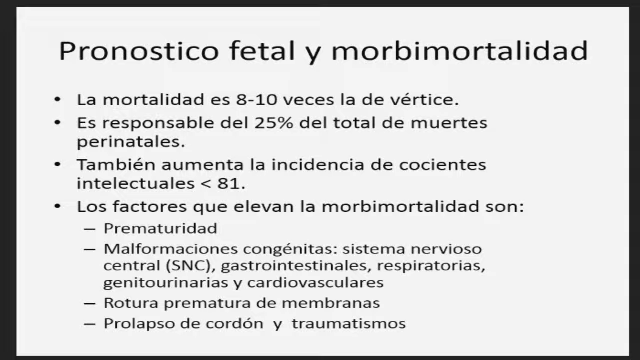 Pronostico fetal y morbimortalidad
• La mortalidad es 8-10 veces la de vértice.
• Es responsable del 25% del total de muertes
perinatales.
• También aumenta la incidencia de cocientes
intelectuales < 81.
• Los factores que elevan la morbimortalidad son:
– Prematuridad
– Malformaciones congénitas: sistema nervioso
central (SNC), gastrointestinales, respiratorias,
genitourinarias y cardiovasculares
– Rotura prematura de membranas
– Prolapso de cordón y traumatismos